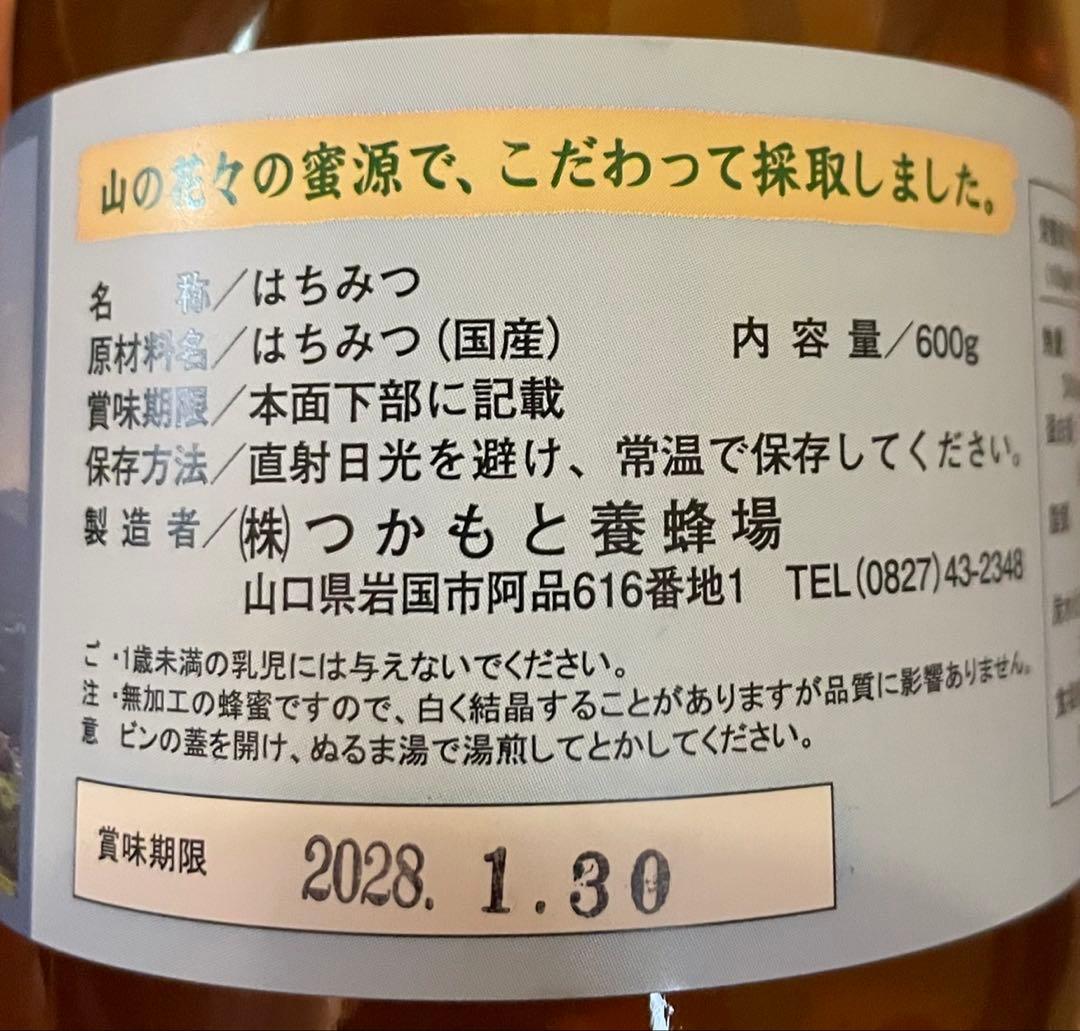 山の花々の蜜源で、こだわって採取しました。
名 称／はちみつ
原材料名／はちみつ（国産） 内容量／600g
賞味期限／本面下部に記載
保存方法／直射日光を避け、常温で保存してください。
製造者／㈱つかもと養蜂場
山口県岩国市阿品616番地1 TEL(0827)43-2348
ご注意
・1歳未満の乳児には与えないでください。
・無加工の蜂蜜ですので、白く結晶することがありますが品質に影響ありません。
ビンの蓋を開け、ぬるま湯で湯煎してとかしてください。
賞味期限 2028. 1.30